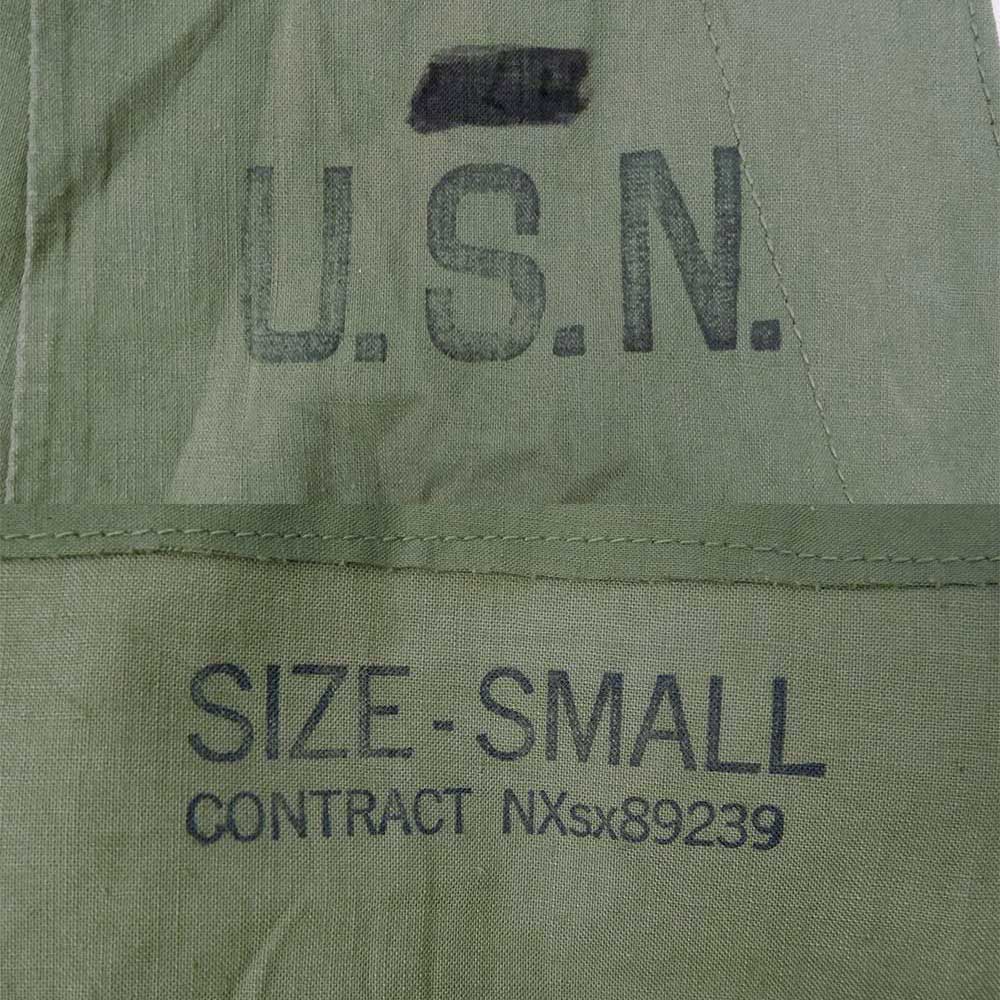 U.S.N.
SIZE-SMALL
CONTRACT NXsx89239